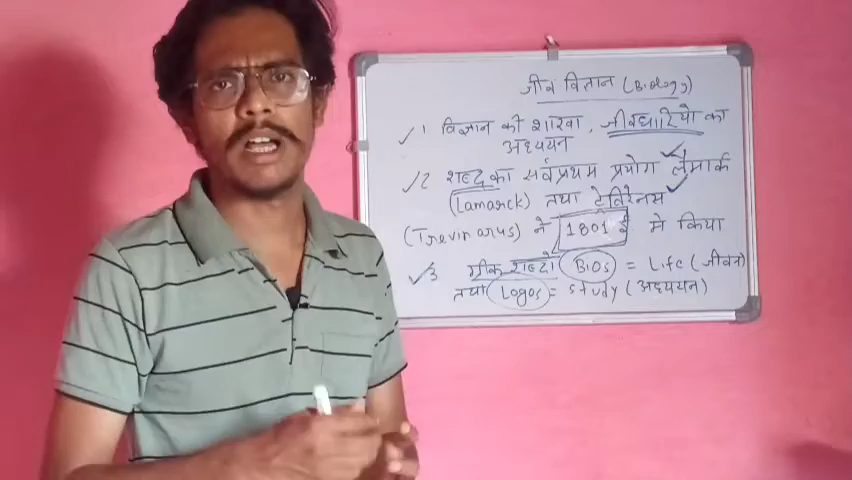 जीव विज्ञान (Biology)
1 विज्ञान की शाखा, जीवधारियों का
अध्ययन
2 शब्द का सर्वप्रथम प्रयोग लैमार्क
(Lamarck) तथा टेविरेनस
(Trevinarus) ने 1801 ई में किया
3 ग्रीक शब्दो Bios = Life (जीवन)
तथा Logos = study (अध्ययन)